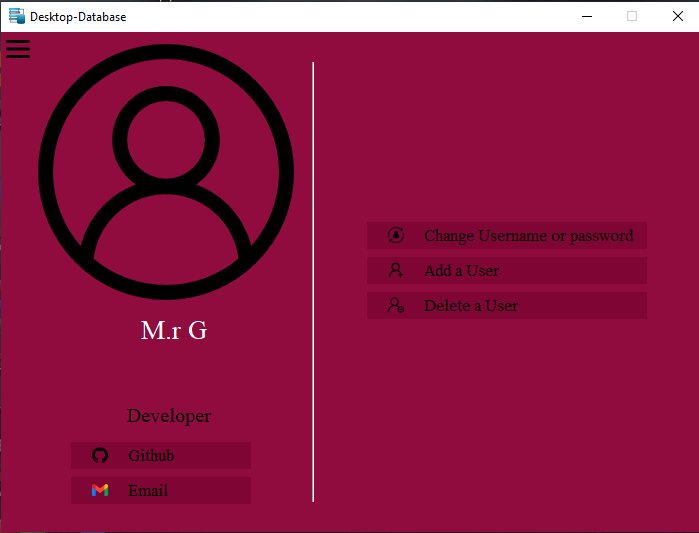 Desktop-Database
M.r G
Developer
Github
Email
Change Username or password
Add a User
Delete a User